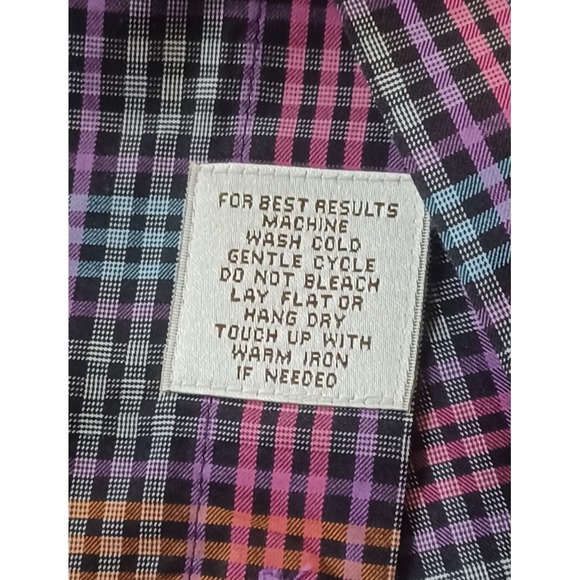 FOR BEST RESULTS
MACHINE
WASH COLD
GENTLE CYCLE
DO NOT BLEACH
LAY FLAT OR
HANG DRY
TOUCH UP WITH
WARM IRON
IF NEEDED